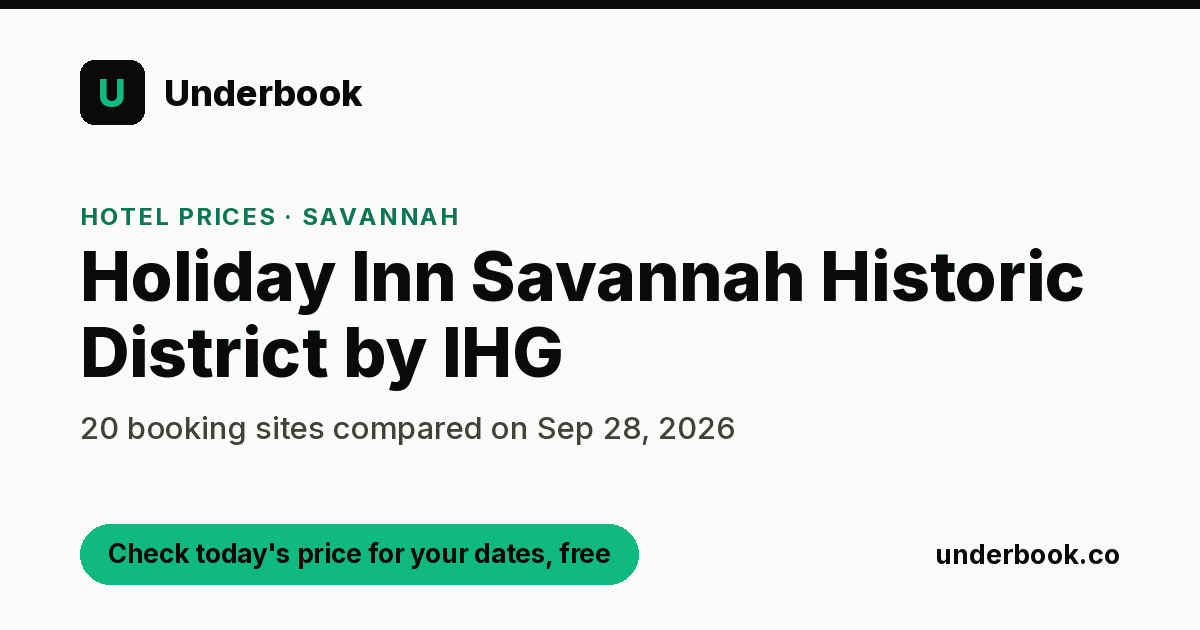 U Underbook
HOTEL PRICES · SAVANNAH
Holiday Inn Savannah Historic
District by IHG
20 booking sites compared on Sep 28, 2026
Check today's price for your dates, free
underbook.co